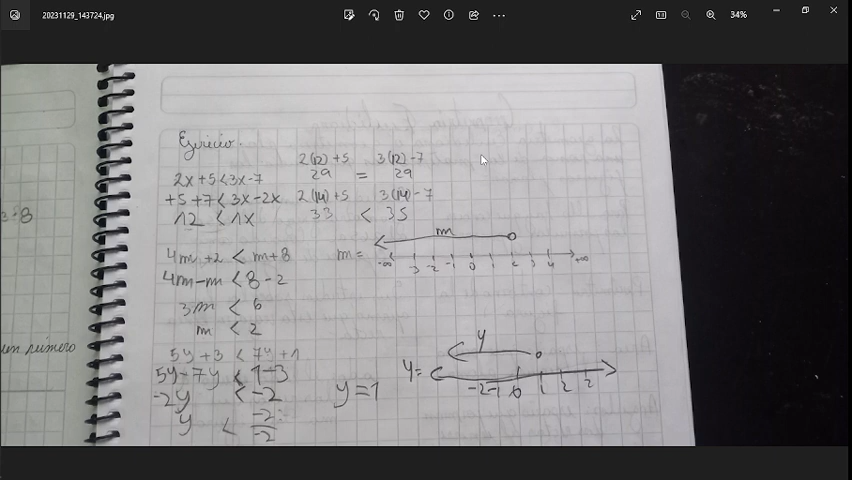 20231129_143724.jpg
34%
Ejercicio.
2x+5<3x-7
+5+7<3x-2x
12<1x
2(12)+5 3(12)-7
29 = 29
2(14)+5 3(14)-7
33 < 35
4m+2 < m+8
4m-m < 8-2
3m < 6
m < 2
m
m= -∞ -3 -2 -1 0 1 2 3 4 +∞
5y+3 < 7y+1
5y-7y < 1-3
-2y < -2
y < -2/-2
y=1
y
y= -2 -1 0 1 2 2
3 8
un número